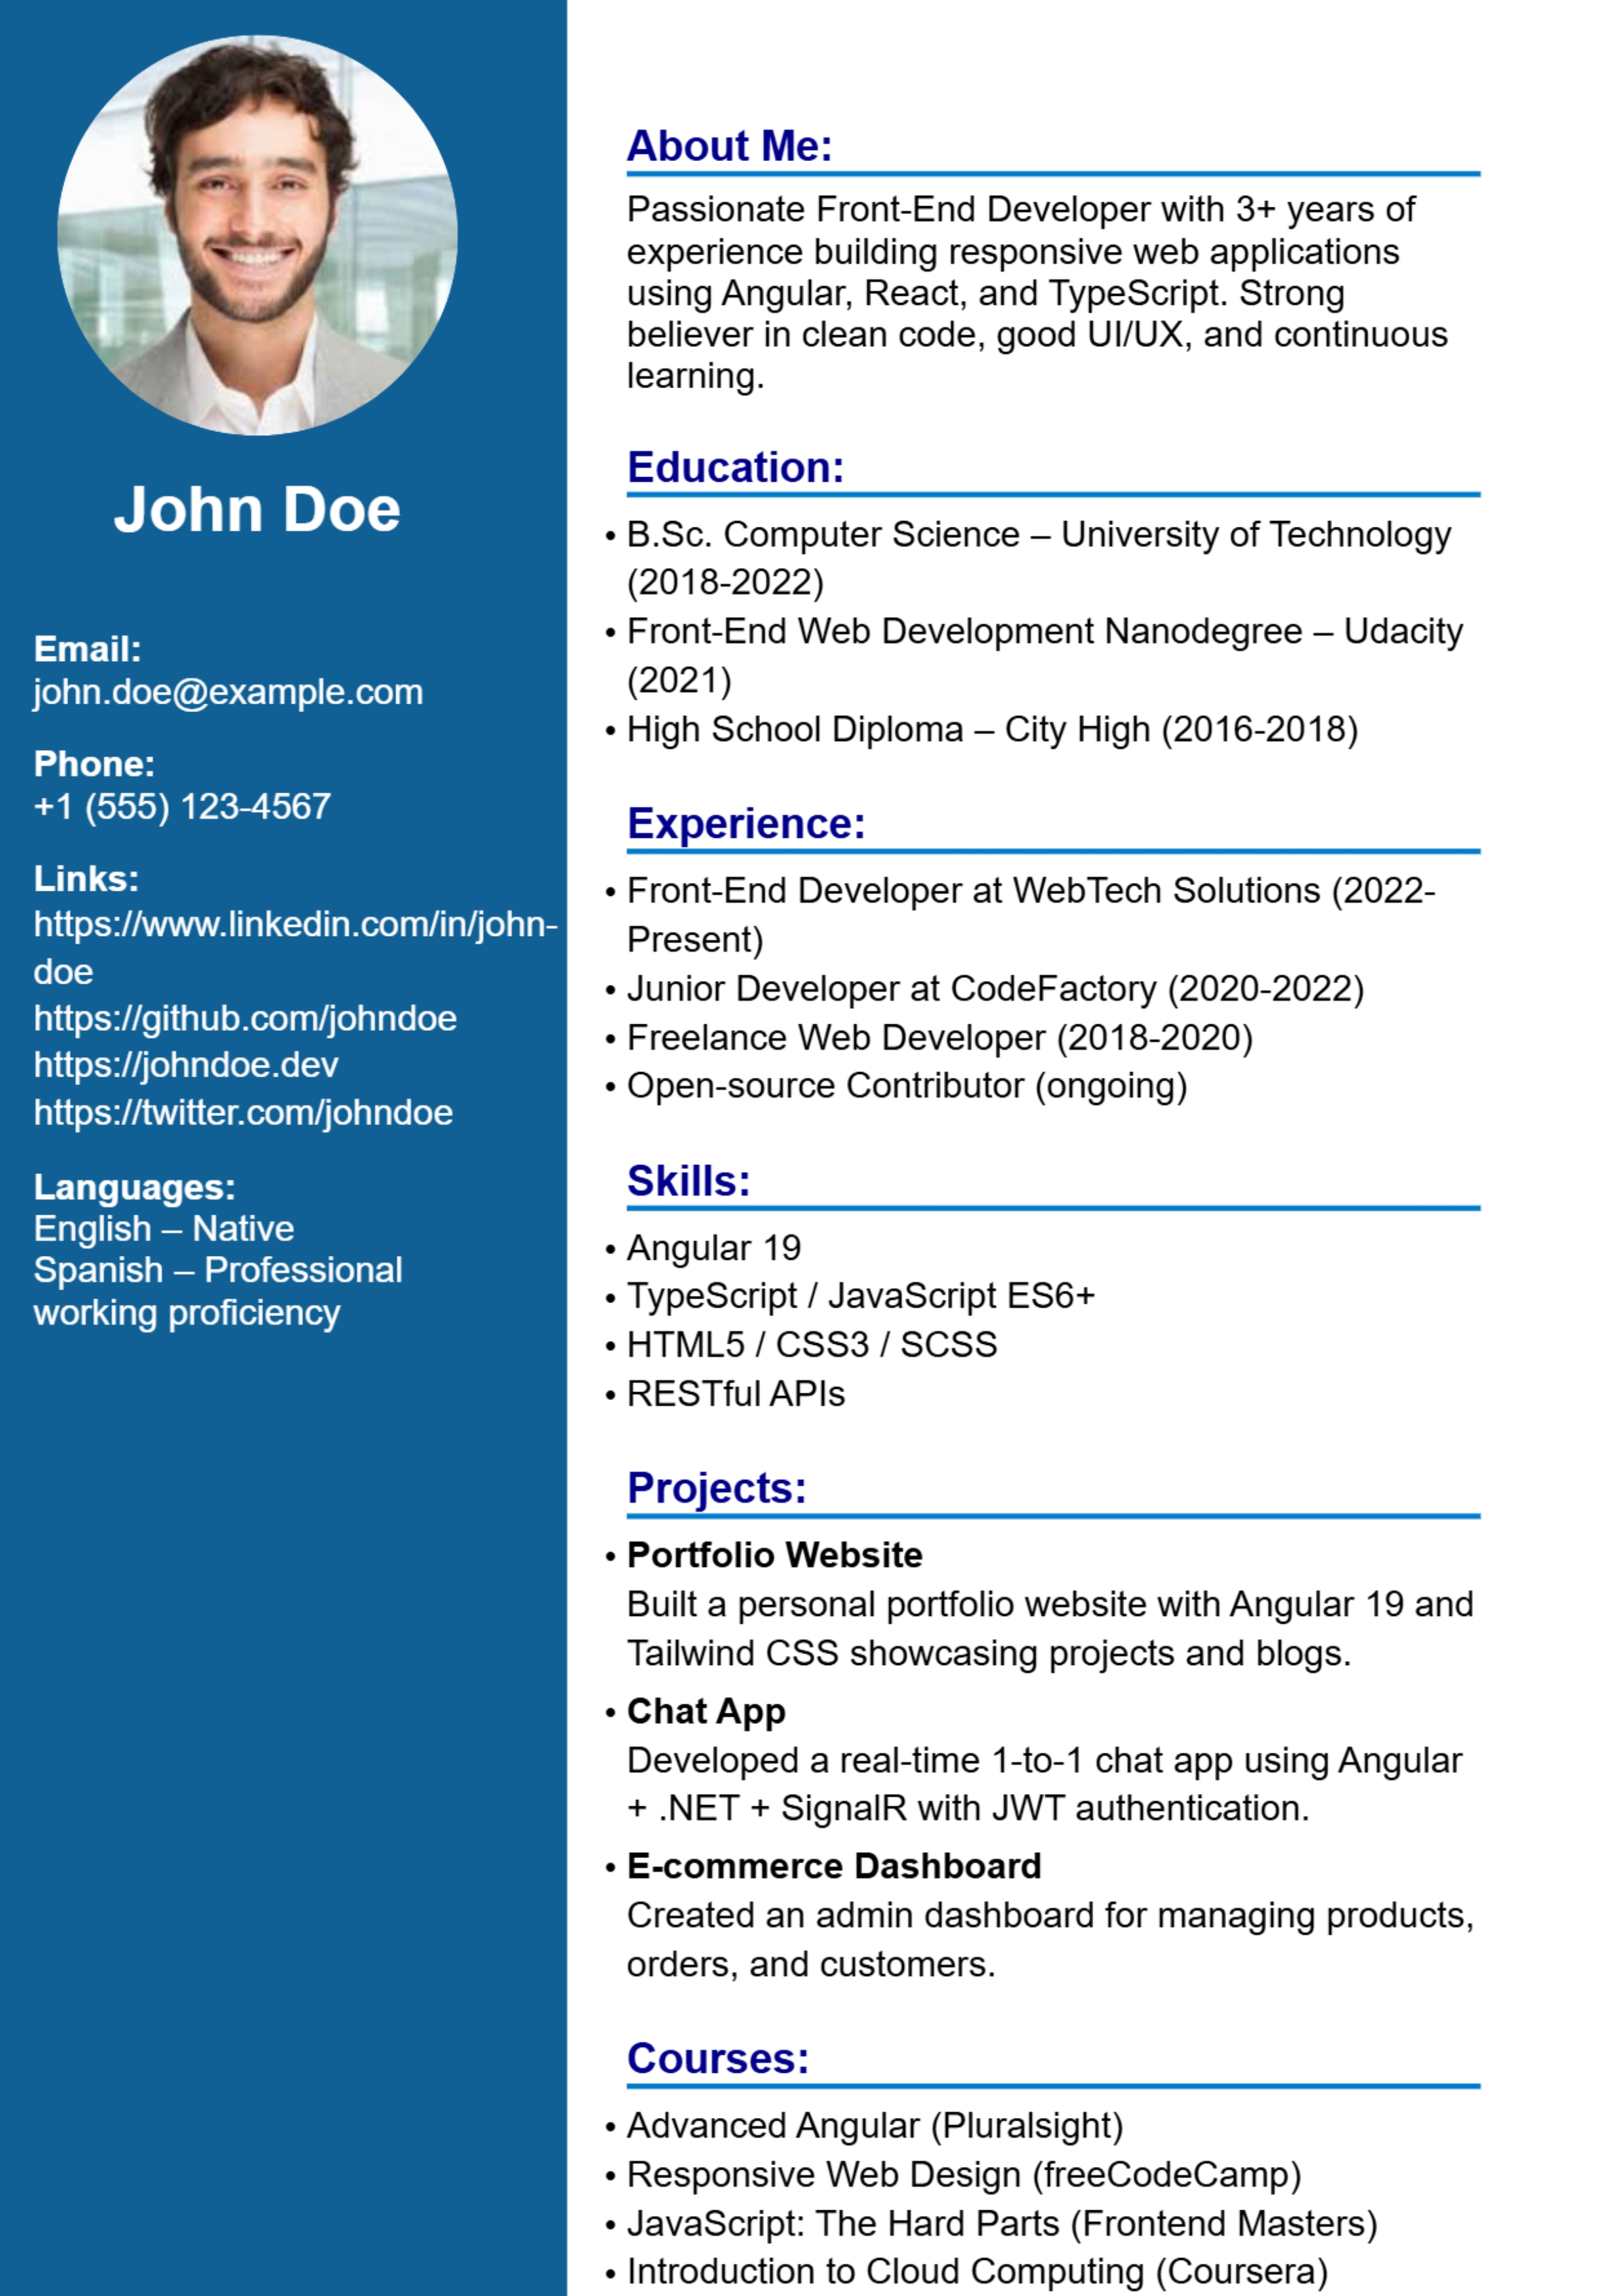 John Doe
Email:
john.doe@example.com
Phone:
+1 (555) 123-4567
Links:
https://www.linkedin.com/in/john-
doe
https://github.com/johndoe
https://johndoe.dev
https://twitter.com/johndoe
Languages:
English – Native
Spanish – Professional
working proficiency
About Me:
Passionate Front-End Developer with 3+ years of
experience building responsive web applications
using Angular, React, and TypeScript. Strong
believer in clean code, good UI/UX, and continuous
learning.
Education:
• B.Sc. Computer Science – University of Technology
(2018-2022)
• Front-End Web Development Nanodegree – Udacity
(2021)
• High School Diploma – City High (2016-2018)
Experience:
• Front-End Developer at WebTech Solutions (2022-
Present)
• Junior Developer at CodeFactory (2020-2022)
• Freelance Web Developer (2018-2020)
• Open-source Contributor (ongoing)
Skills:
• Angular 19
• TypeScript / JavaScript ES6+
• HTML5 / CSS3 / SCSS
• RESTful APIs
Projects:
• Portfolio Website
Built a personal portfolio website with Angular 19 and
Tailwind CSS showcasing projects and blogs.
• Chat App
Developed a real-time 1-to-1 chat app using Angular
+ .NET + SignalR with JWT authentication.
• E-commerce Dashboard
Created an admin dashboard for managing products,
orders, and customers.
Courses:
• Advanced Angular (Pluralsight)
• Responsive Web Design (freeCodeCamp)
• JavaScript: The Hard Parts (Frontend Masters)
• Introduction to Cloud Computing (Coursera)